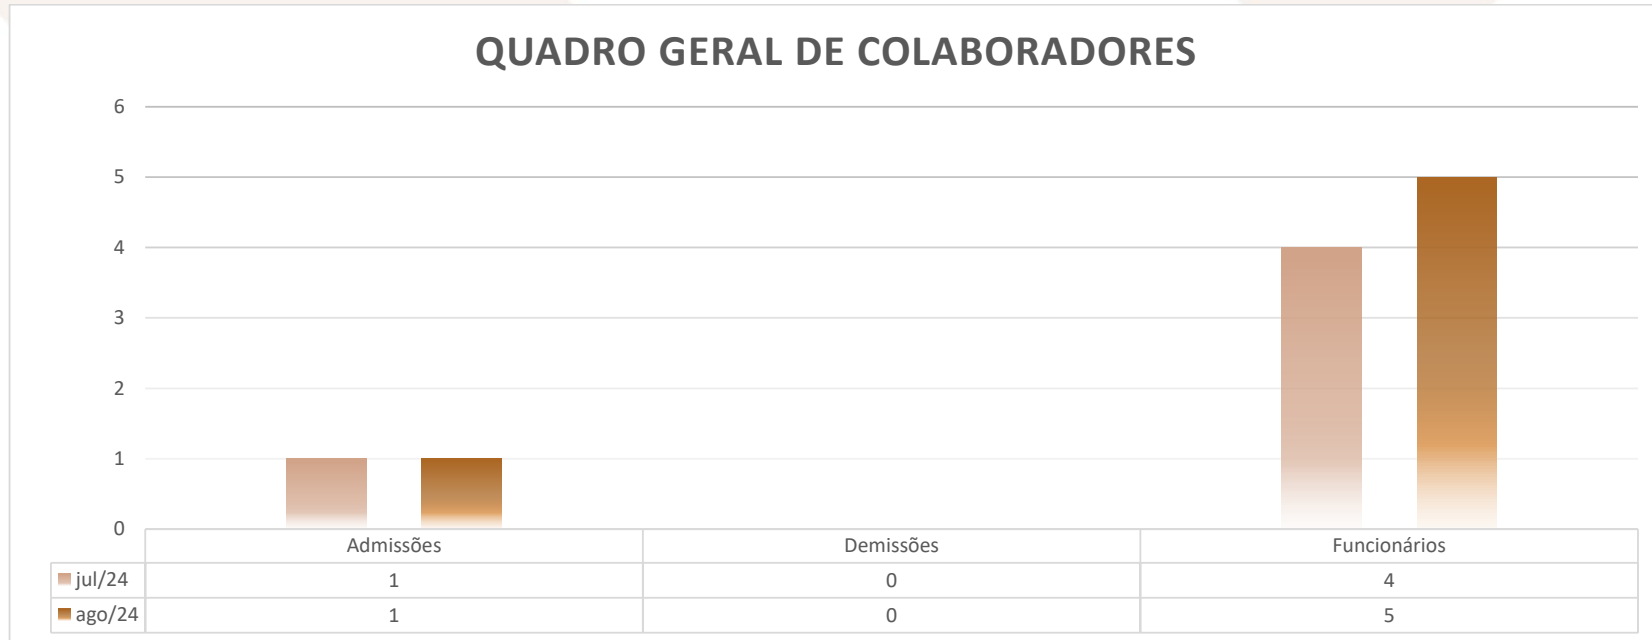 QUADRO GERAL DE COLABORADORES
6
5
4
3
2
1
0
Admissões Demissões Funcionários
jul/24 1 0 4
ago/24 1 0 5